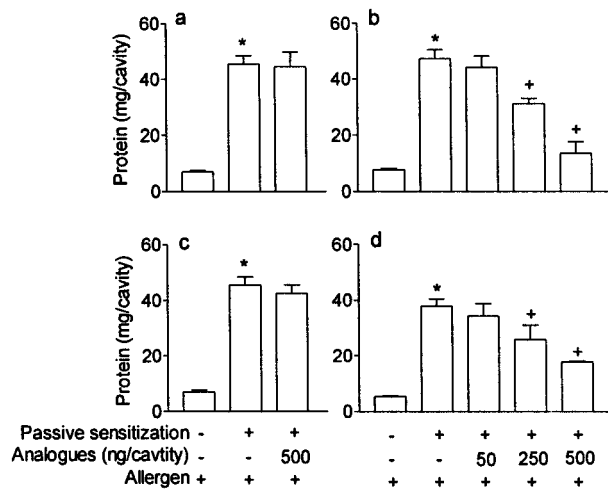 a
b
Protein (mg/cavity)
60
40
20
0
*
60
40
20
0
*
+
+
c
d
Protein (mg/cavity)
60
40
20
0
*
60
40
20
0
*
+
+
Passive sensitization - + + - + + + +
Analogues (ng/cavtity) - - 500 - - 50 250 500
Allergen + + + + + + + +